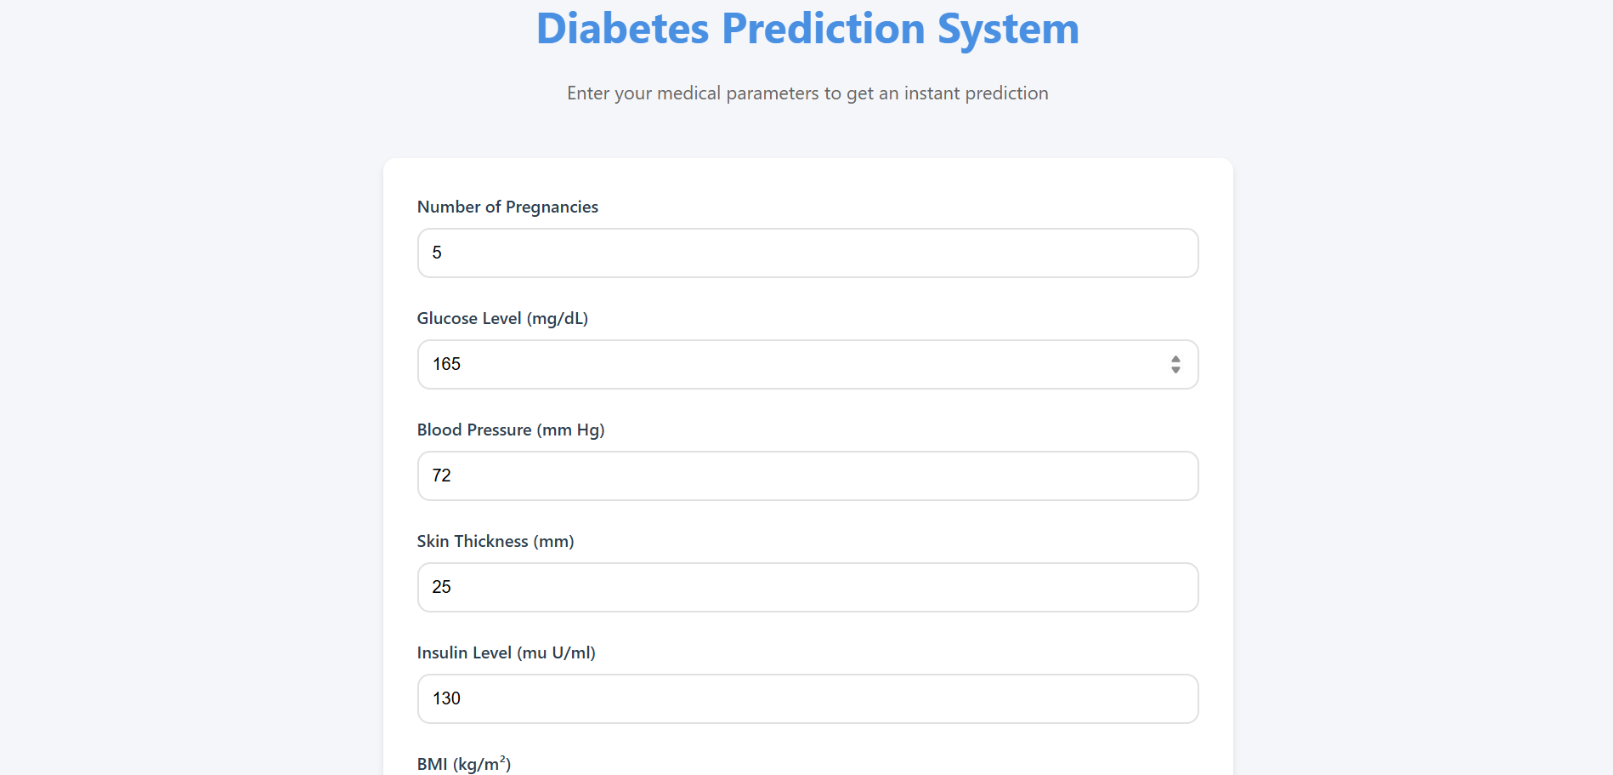 Diabetes Prediction System
Enter your medical parameters to get an instant prediction
Number of Pregnancies
5
Glucose Level (mg/dL)
165
Blood Pressure (mm Hg)
72
Skin Thickness (mm)
25
Insulin Level (mu U/ml)
130
BMI (kg/m²)